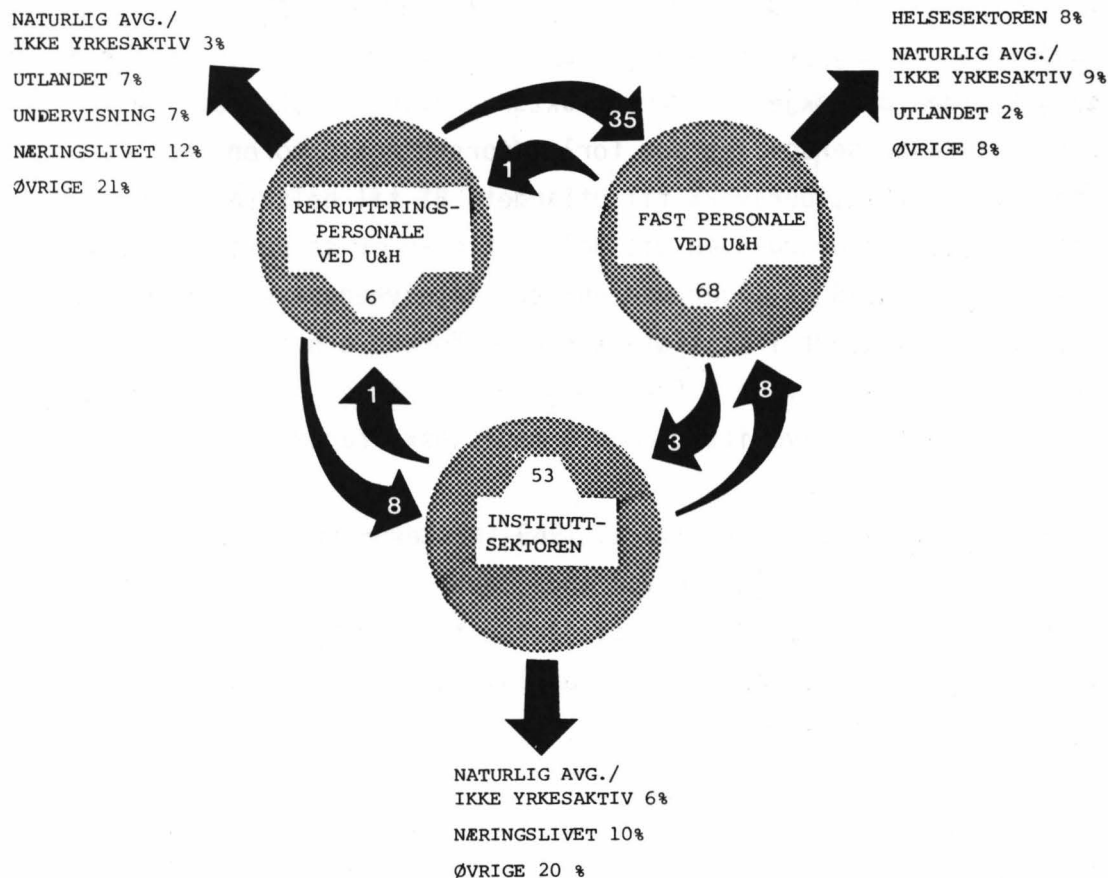 NATURLIG AVG./
IKKE YRKESAKTIV 3%
UTLANDET 7%
UNDERVISNING 7%
NÆRINGSLIVET 12%
ØVRIGE 21%
HELSESEKTOREN 8%
NATURLIG AVG./
IKKE YRKESAKTIV 9%
UTLANDET 2%
ØVRIGE 8%
35
1
REKRUTTERINGS-
PERSONALE
VED U&H
6
FAST PERSONALE
VED U&H
68
1
8
3
8
53
INSTITUTT-
SEKTOREN
NATURLIG AVG./
IKKE YRKESAKTIV 6%
NÆRINGSLIVET 10%
ØVRIGE 20 %